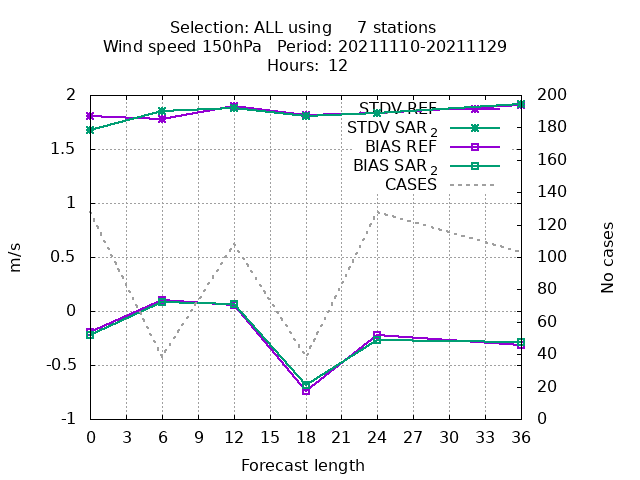 Selection: ALL using 7 stations
Wind speed 150hPa Period: 20211110-20211129
Hours: 12
2
1.5
1
0.5
0
-0.5
-1
m/s
STDV REF
STDV SAR 2
BIAS REF
BIAS SAR 2
CASES
200
180
160
140
120
100
80
60
40
20
0
No cases
0 3 6 9 12 15 18 21 24 27 30 33 36
Forecast length